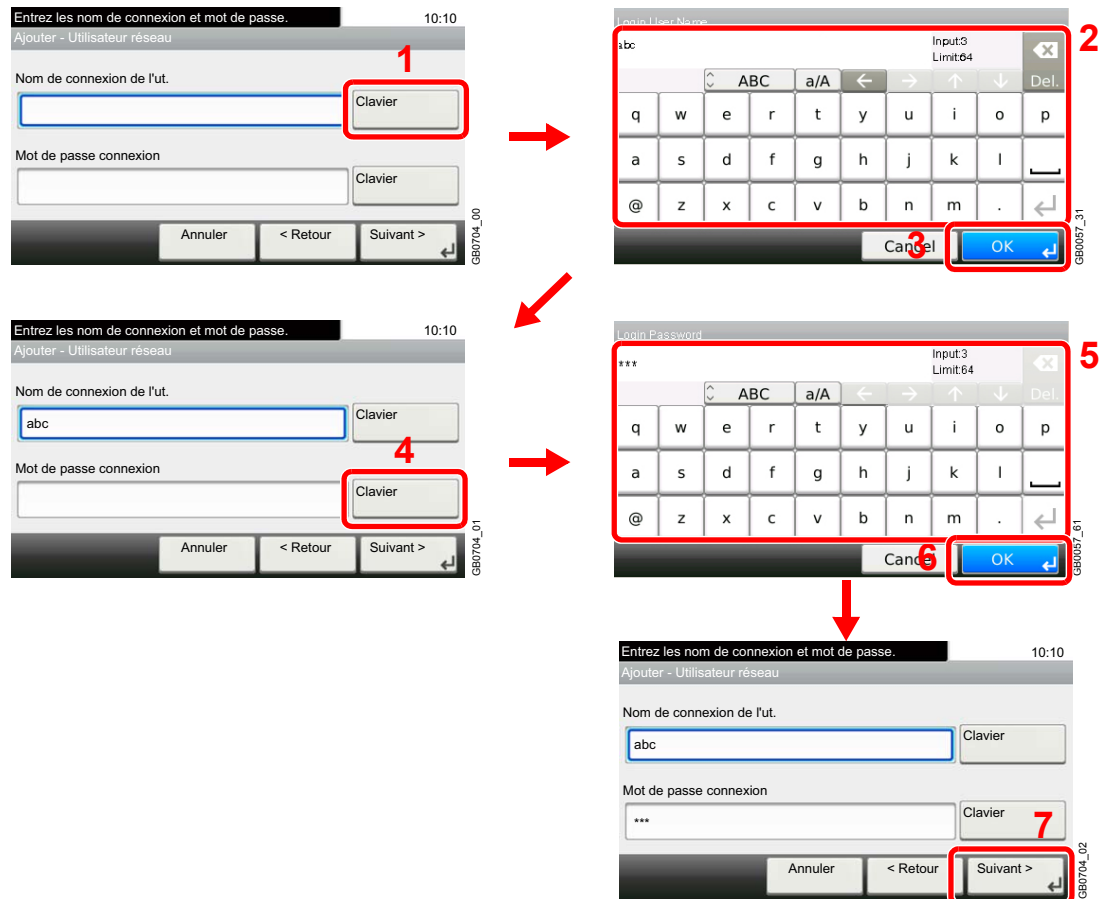 Entrez les nom de connexion et mot de passe. 10:10
Ajouter - Utilisateur réseau
1
Nom de connexion de l'ut.
Clavier
Mot de passe connexion
Clavier
Annuler < Retour Suivant >
GB0704_00
Login User Name
2
abc Input:3
Limit:64
ABC a/A ← → ↑ ↓ Del.
q w e r t y u i o p
a s d f g h j k l
@ z x c v b n m .
Cancel 3 OK
GB0057_31
Entrez les nom de connexion et mot de passe. 10:10
Ajouter - Utilisateur réseau
Nom de connexion de l'ut.
abc Clavier
4
Mot de passe connexion
Clavier
Annuler < Retour Suivant >
GB0704_01
Login Password
5
*** Input:3
Limit:64
ABC a/A ← → ↑ ↓ Del.
q w e r t y u i o p
a s d f g h j k l
@ z x c v b n m .
Cancel 6 OK
GB0057_61
Entrez les nom de connexion et mot de passe. 10:10
Ajouter - Utilisateur réseau
Nom de connexion de l'ut.
abc Clavier
Mot de passe connexion
*** Clavier
7
Annuler < Retour Suivant >
GB0704_02